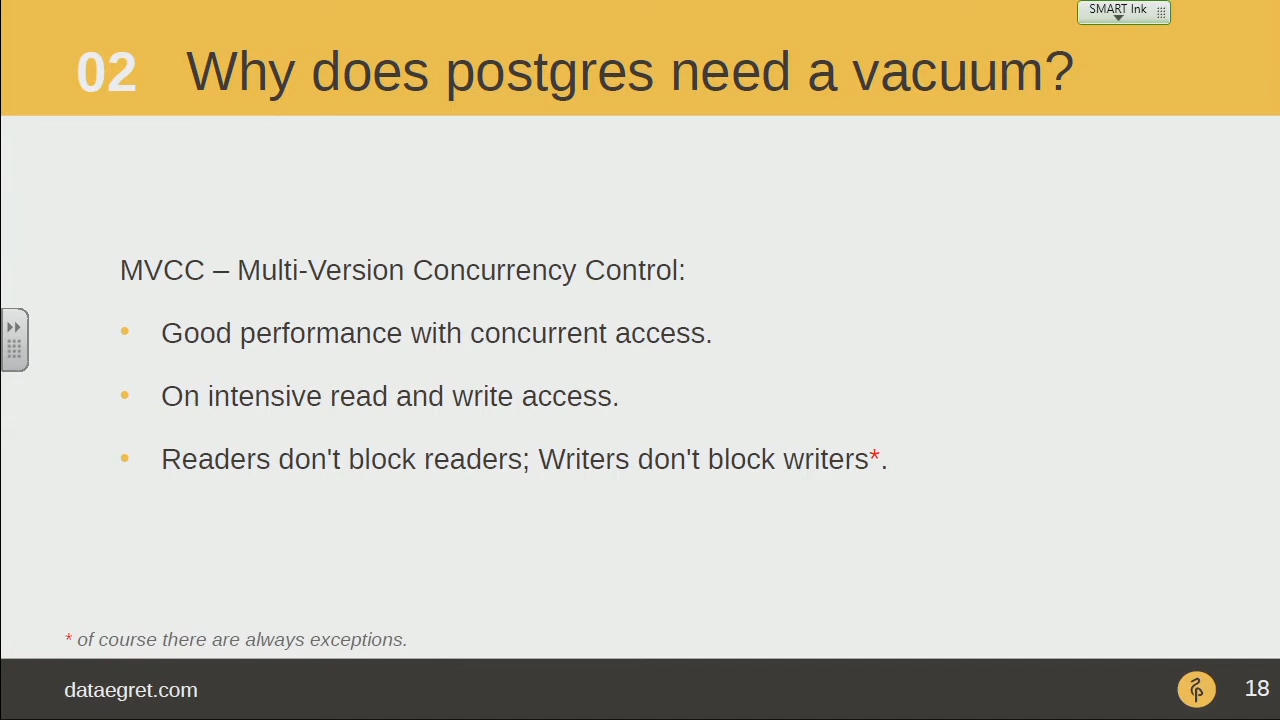 SMART Ink
02 Why does postgres need a vacuum?
MVCC – Multi-Version Concurrency Control:
• Good performance with concurrent access.
• On intensive read and write access.
• Readers don't block readers; Writers don't block writers*.
* of course there are always exceptions.
dataegret.com
18